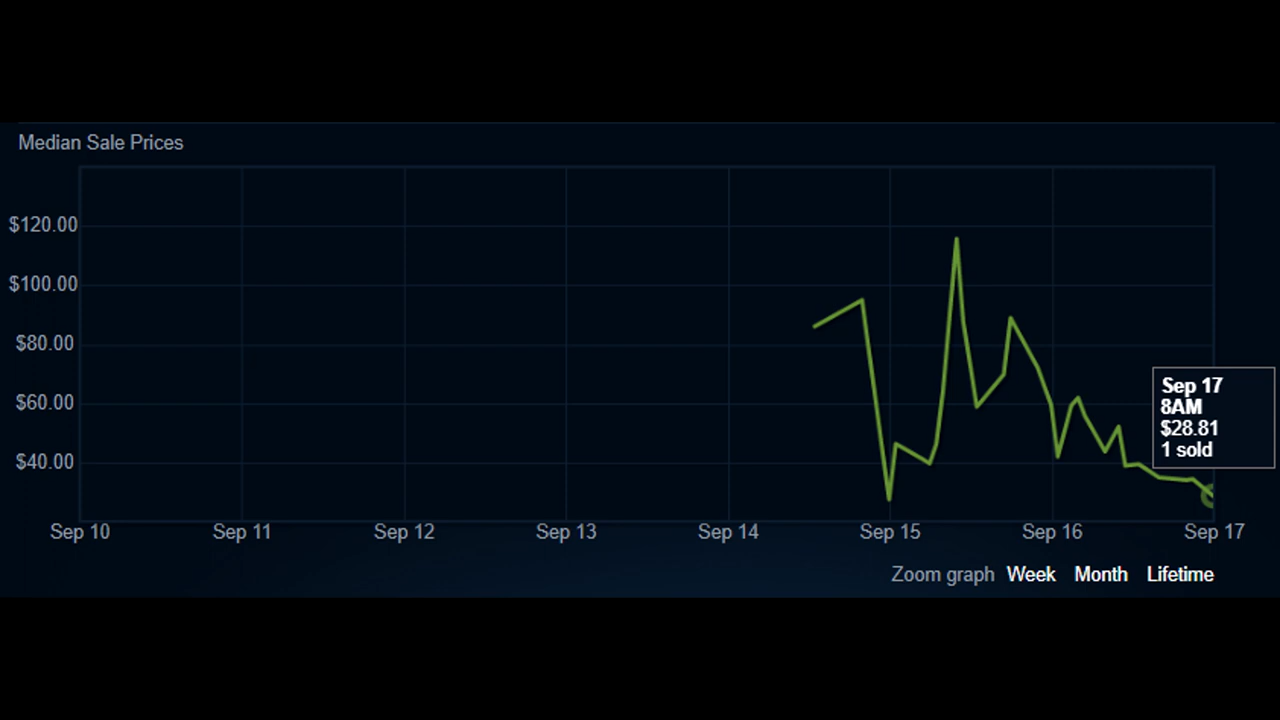 Median Sale Prices
$120.00
$100.00
$80.00
$60.00
$40.00
Sep 17
8AM
$28.81
1 sold
Sep 10 Sep 11 Sep 12 Sep 13 Sep 14 Sep 15 Sep 16 Sep 17
Zoom graph Week Month Lifetime